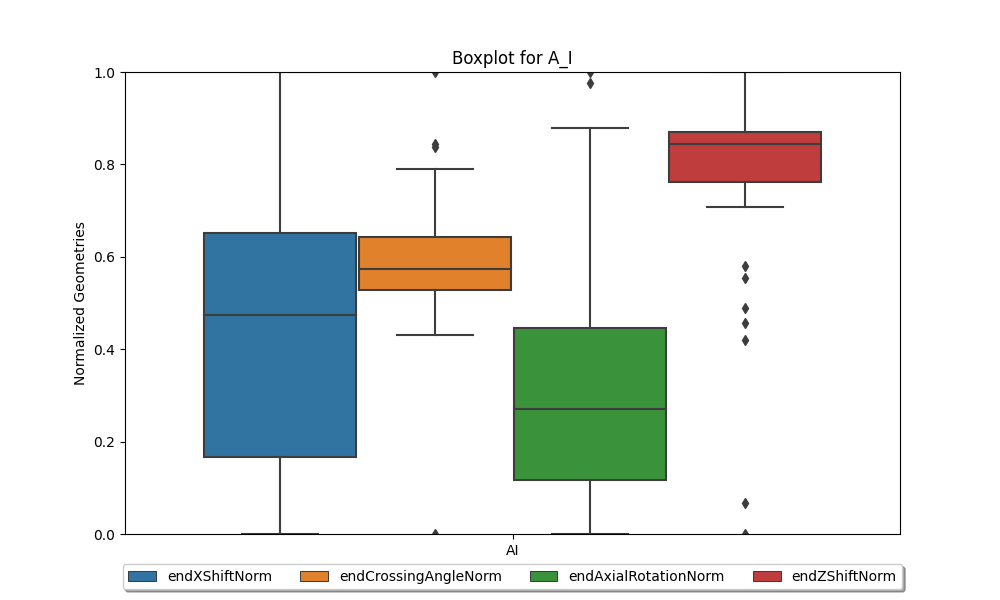 Boxplot for A_I
Normalized Geometries
1.0
0.8
0.6
0.4
0.2
0.0
AI
endXShiftNorm endCrossingAngleNorm endAxialRotationNorm endZShiftNorm